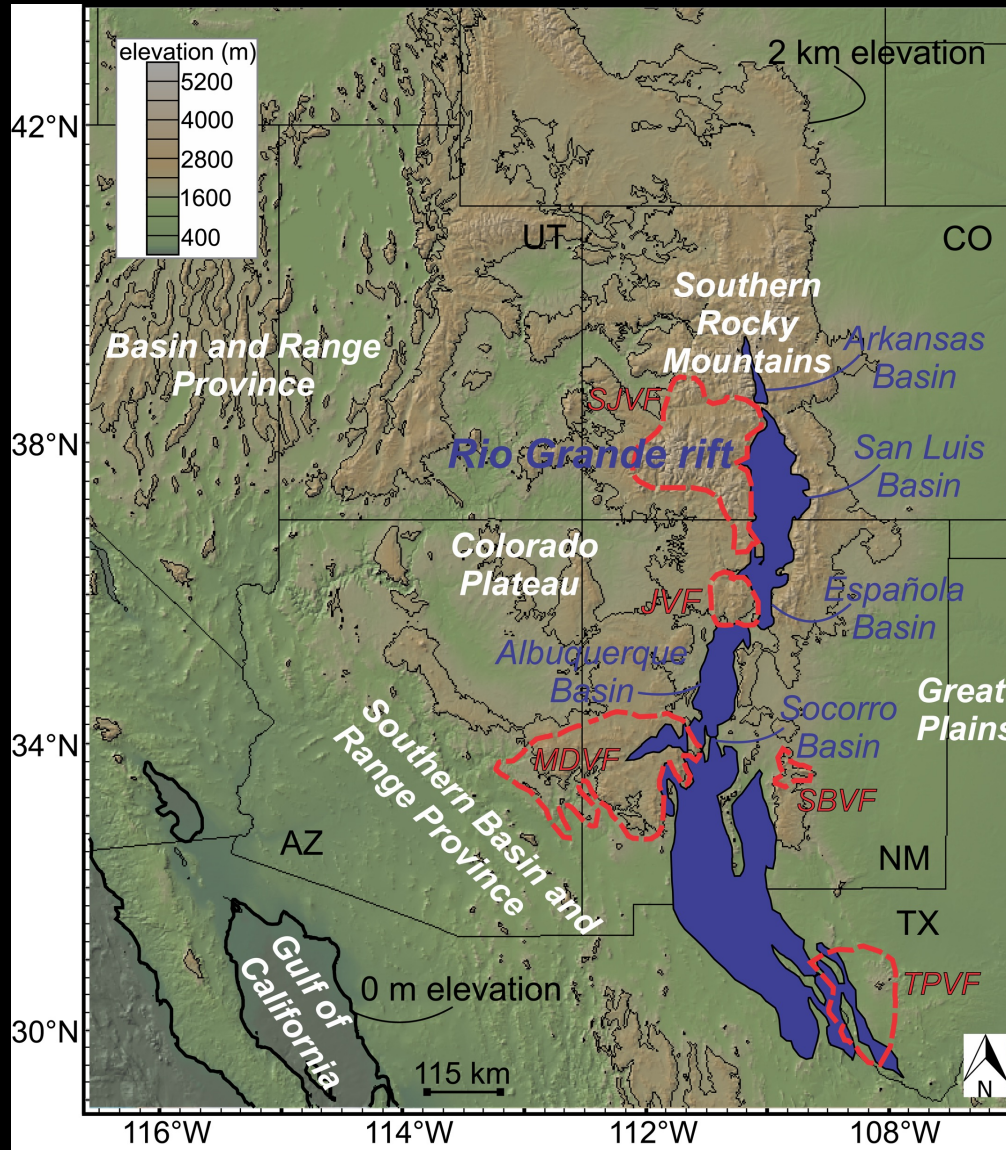 elevation (m)
5200
4000
2800
1600
400
2 km elevation
42°N
UT
CO
Southern
Rocky
Mountains
Basin and Range
Province
Arkansas
Basin
SJVF
38°N
Rio Grande rift
San Luis
Basin
Colorado
Plateau
JVF
Española
Basin
Albuquerque
Basin
Great
Plains
Socorro
Basin
34°N
Southern Basin and
Range Province
MDVF
SBVF
AZ
NM
TX
Gulf of
California
0 m elevation
TPVF
30°N
115 km
N
116°W
114°W
112°W
108°W